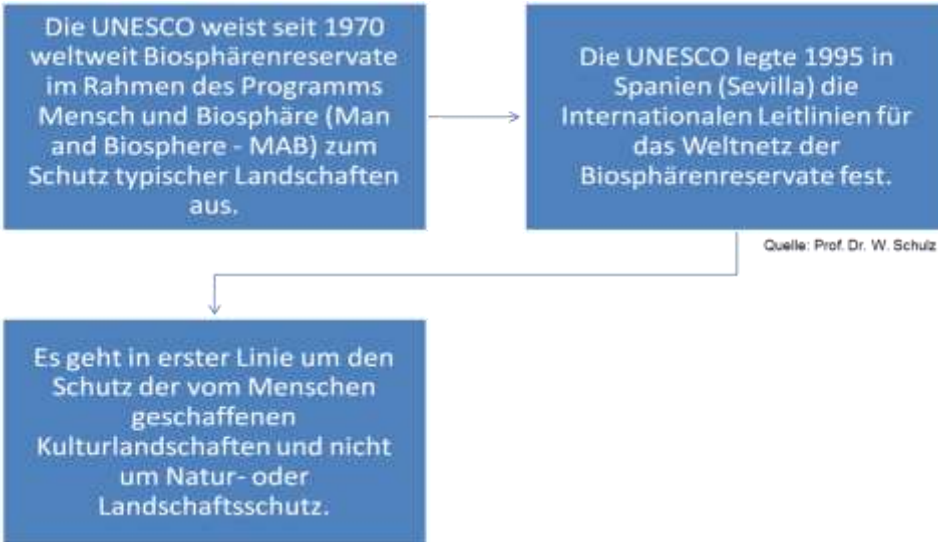 Die UNESCO weist seit 1970
weltweit Biosphärenreservate
im Rahmen des Programms
Mensch und Biosphäre (Man
and Biosphere - MAB) zum
Schutz typischer Landschaften
aus.
Die UNESCO legte 1995 in
Spanien (Sevilla) die
Internationalen Leitlinien für
das Weltnetz der
Biosphärenreservate fest.
Quelle: Prof. Dr. W. Schulz
Es geht in erster Linie um den
Schutz der vom Menschen
geschaffenen
Kulturlandschaften und nicht
um Natur- oder
Landschaftsschutz.